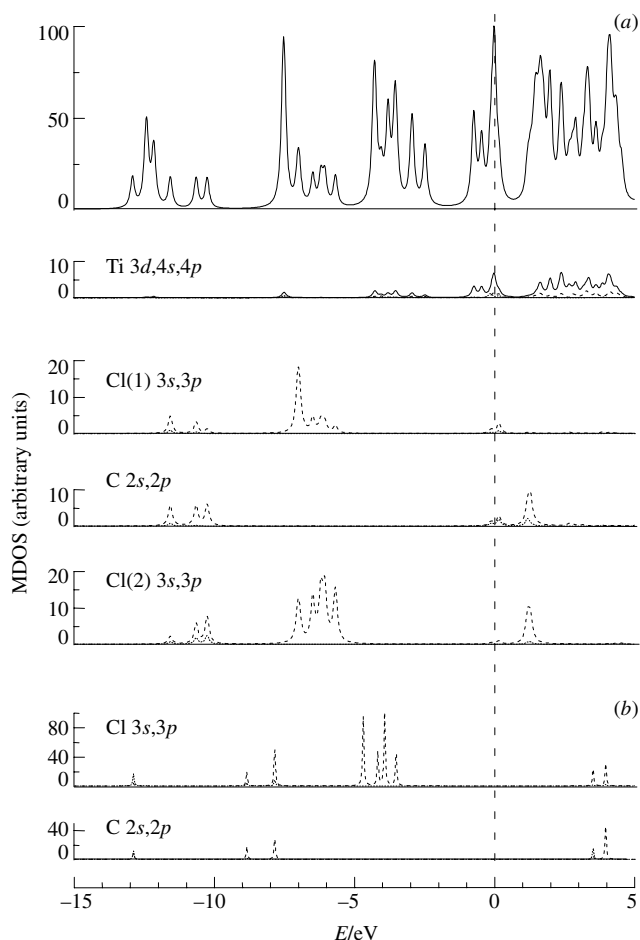 (a)
100
50
0
Ti 3d,4s,4p
10
0
Cl(1) 3s,3p
20
10
0
C 2s,2p
10
0
Cl(2) 3s,3p
20
10
0
MDOS (arbitrary units)
(b)
Cl 3s,3p
80
40
0
C 2s,2p
40
0
−15
−10
−5
0
5
E/eV